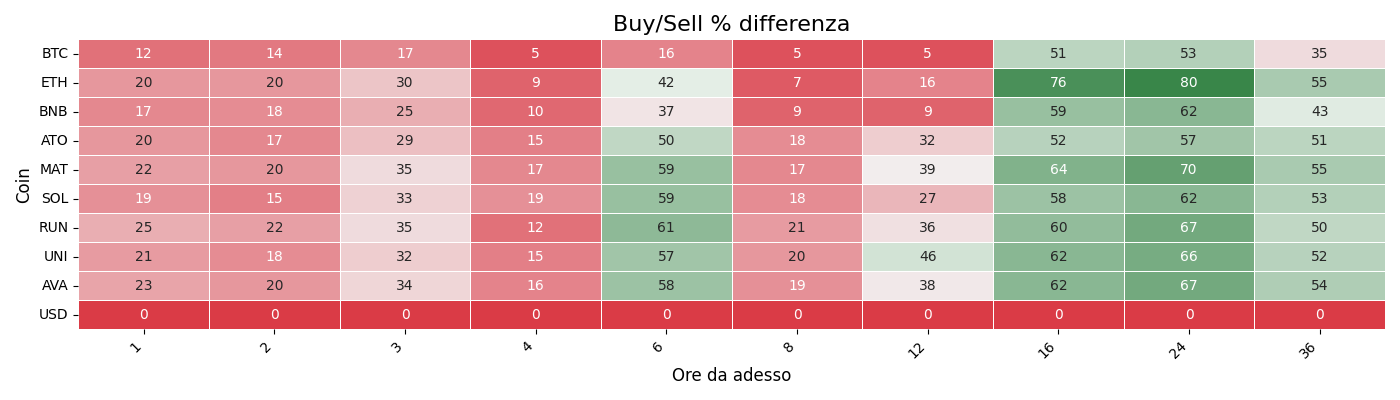 Buy/Sell % differenza
Coin
BTC 12 14 17 5 16 5 5 51 53 35
ETH 20 20 30 9 42 7 16 76 80 55
BNB 17 18 25 10 37 9 9 59 62 43
ATO 20 17 29 15 50 18 32 52 57 51
MAT 22 20 35 17 59 17 39 64 70 55
SOL 19 15 33 19 59 18 27 58 62 53
RUN 25 22 35 12 61 21 36 60 67 50
UNI 21 18 32 15 57 20 46 62 66 52
AVA 23 20 34 16 58 19 38 62 67 54
USD 0 0 0 0 0 0 0 0 0 0
1 2 3 4 6 8 12 16 24 36
Ore da adesso